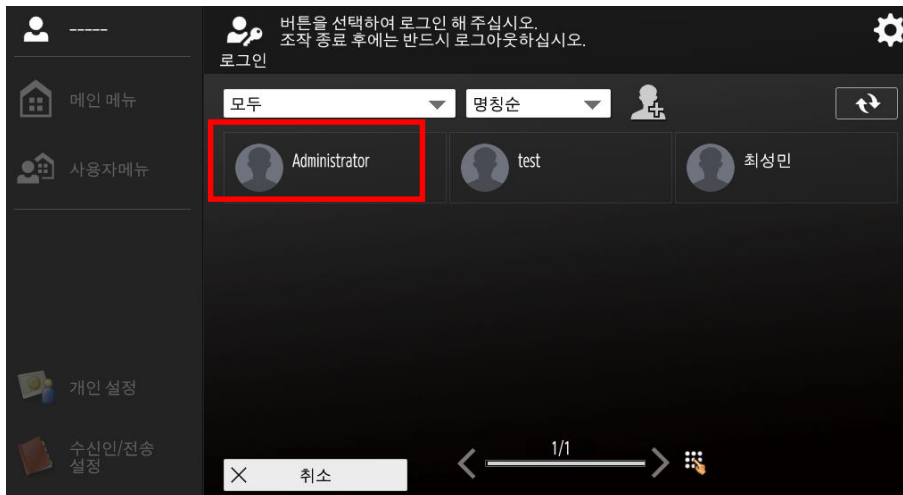 -----
버튼을 선택하여 로그인 해 주십시오.
조작 종료 후에는 반드시 로그아웃하십시오.
로그인
메인 메뉴
사용자메뉴
모두
명칭순
Administrator
test
최성민
개인 설정
수신인/전송
설정
취소
1/1